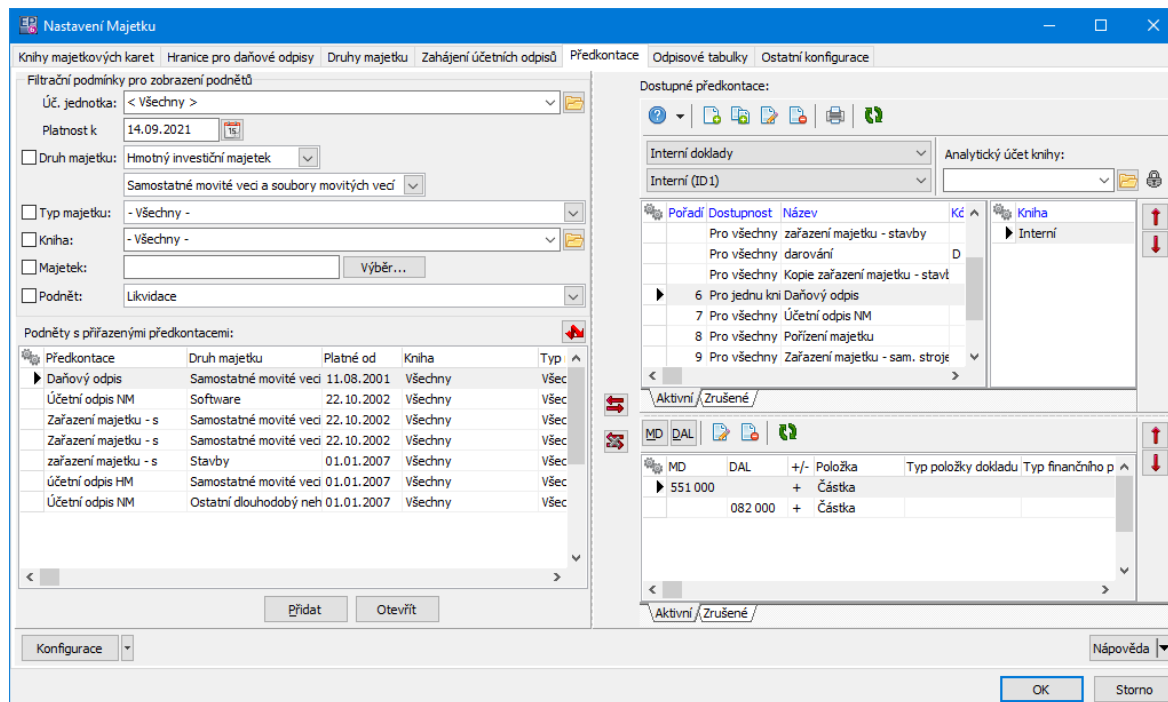 Nastavení Majetku
Knihy majetkových karet Hranice pro daňové odpisy Druhy majetku Zahájení účetních odpisů Předkontace Odpisové tabulky Ostatní konfigurace
Filtrační podmínky pro zobrazení podnětů
Úč. jednotka: < Všechny >
Platnost k 14.09.2021 15
Druh majetku: Hmotný investiční majetek
Samostatné movité veci a soubory movitých vecí
Typ majetku: - Všechny -
Kniha: - Všechny -
Majetek: Výběr...
Podnět: Likvidace
Podněty s přiřazenými předkontacemi:
Předkontace Druh majetku Platné od Kniha Typ
Daňový odpis Samostatné movité veci 11.08.2001 Všechny Všec
Účetní odpis NM Software 22.10.2002 Všechny Všec
Zařazení majetku - s Samostatné movité veci 22.10.2002 Všechny Všec
Zařazení majetku - s Samostatné movité veci 22.10.2002 Všechny Všec
zařazení majetku - s Stavby 01.01.2007 Všechny Všec
účetní odpis HM Samostatné movité veci 01.01.2007 Všechny Všec
Účetní odpis NM Ostatní dlouhodobý neh 01.01.2007 Všechny Všec
Přidat Otevřít
Dostupné předkontace:
Interní doklady
Interní (ID1)
Analytický účet knihy:
Pořadí Dostupnost Název Kó
Pro všechny zařazení majetku - stavby
Pro všechny darování D
Pro všechny Kopie zařazení majetku - stavb
6 Pro jednu kni Daňový odpis
7 Pro všechny Účetní odpis NM
8 Pro všechny Pořízení majetku
9 Pro všechny Zařazení majetku - sam. stroje
Kniha
Interní
Aktivní Zrušené
MD DAL
MD DAL +/- Položka Typ položky dokladu Typ finančního p
551 000 + Částka
082 000 + Částka
Aktivní Zrušené
Konfigurace
Nápověda
OK Storno